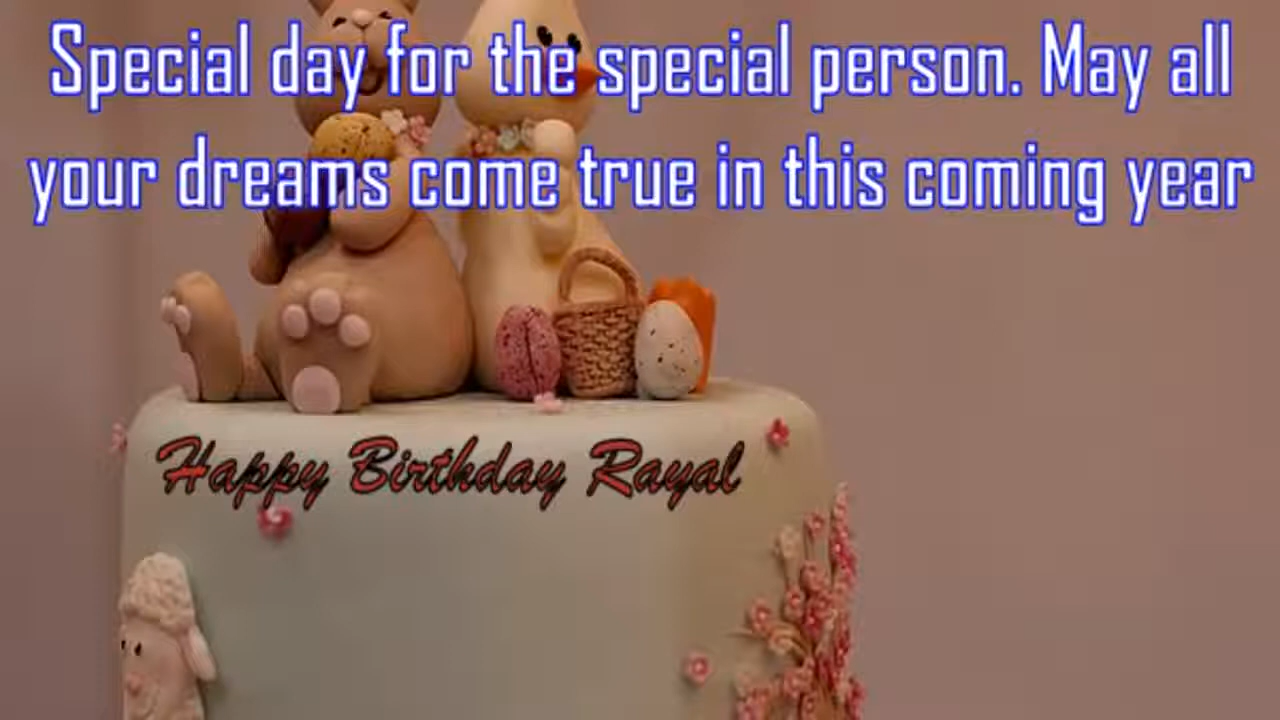 Special day for the special person. May all
your dreams come true in this coming year
Happy Birthday Rayal